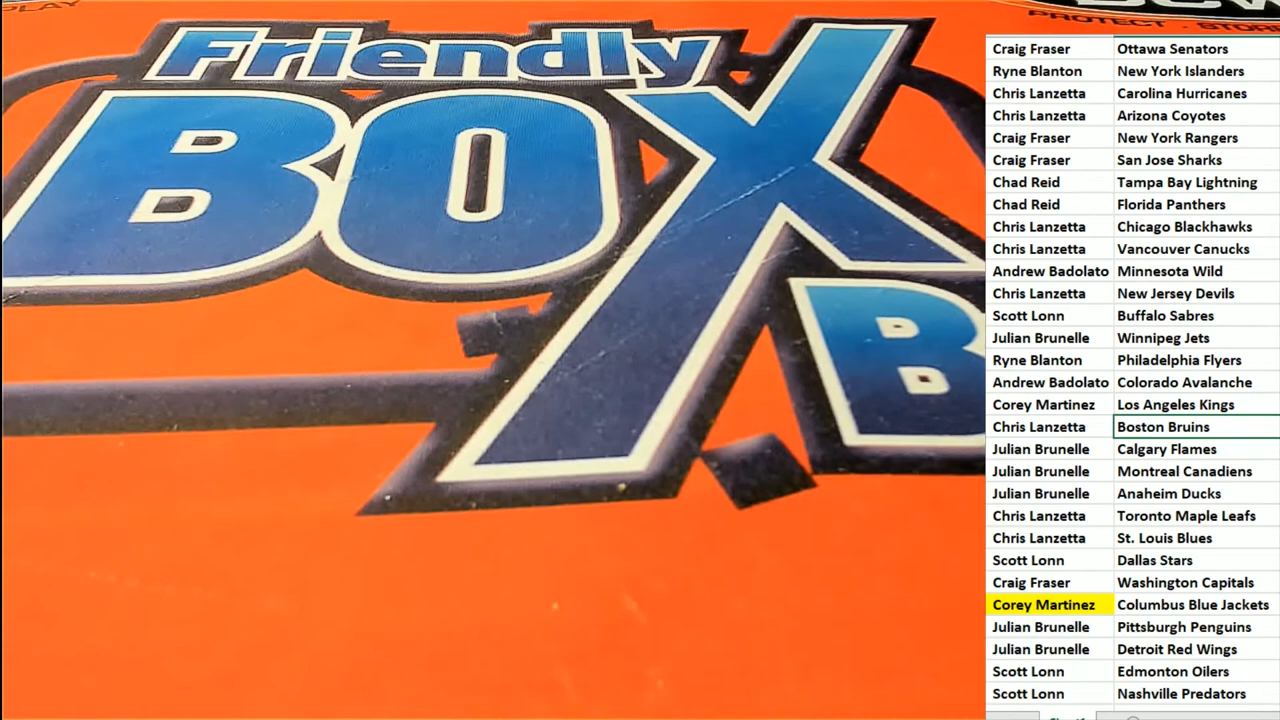 PLAY
Friendly
BOX
B
PROTECT - STOR
Craig Fraser Ottawa Senators
Ryne Blanton New York Islanders
Chris Lanzetta Carolina Hurricanes
Chris Lanzetta Arizona Coyotes
Craig Fraser New York Rangers
Craig Fraser San Jose Sharks
Chad Reid Tampa Bay Lightning
Chad Reid Florida Panthers
Chris Lanzetta Chicago Blackhawks
Chris Lanzetta Vancouver Canucks
Andrew Badolato Minnesota Wild
Chris Lanzetta New Jersey Devils
Scott Lonn Buffalo Sabres
Julian Brunelle Winnipeg Jets
Ryne Blanton Philadelphia Flyers
Andrew Badolato Colorado Avalanche
Corey Martinez Los Angeles Kings
Chris Lanzetta Boston Bruins
Julian Brunelle Calgary Flames
Julian Brunelle Montreal Canadiens
Julian Brunelle Anaheim Ducks
Chris Lanzetta Toronto Maple Leafs
Chris Lanzetta St. Louis Blues
Scott Lonn Dallas Stars
Craig Fraser Washington Capitals
Corey Martinez Columbus Blue Jackets
Julian Brunelle Pittsburgh Penguins
Julian Brunelle Detroit Red Wings
Scott Lonn Edmonton Oilers
Scott Lonn Nashville Predators